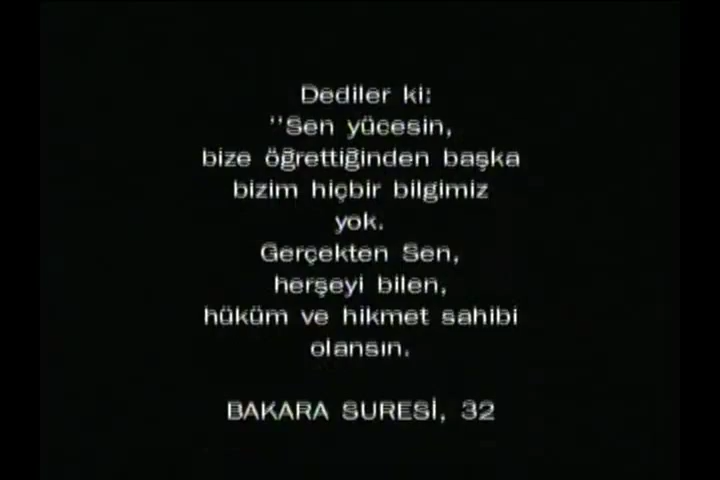 Dediler ki:
"Sen yücesin,
bize öğrettiğinden başka
bizim hiçbir bilgimiz
yok.
Gerçekten Sen,
herşeyi bilen,
hüküm ve hikmet sahibi
olansın.
BAKARA SURESİ, 32